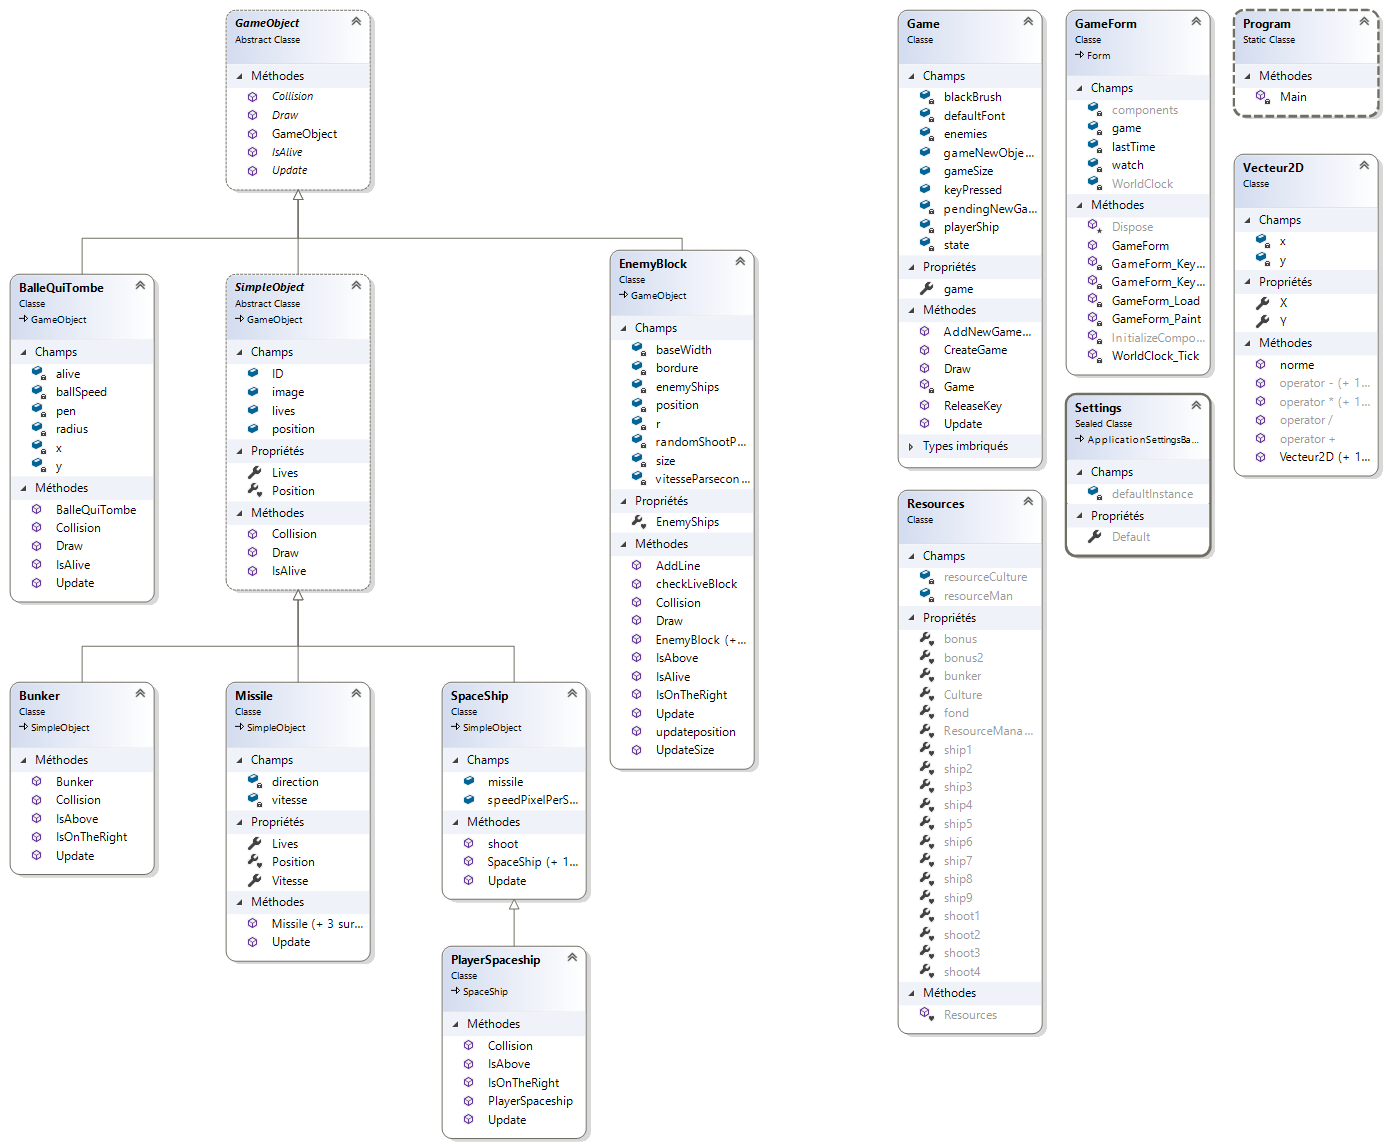 GameObject
Abstract Classe
Méthodes
Collision
Draw
GameObject
IsAlive
Update
BalleQuiTombe
Classe
GameObject
Champs
alive
ballSpeed
pen
radius
x
y
Méthodes
BalleQuiTombe
Collision
Draw
IsAlive
Update
SimpleObject
Abstract Classe
GameObject
Champs
ID
image
lives
position
Propriétés
Lives
Position
Méthodes
Collision
Draw
IsAlive
EnemyBlock
Classe
GameObject
Champs
baseWidth
bordure
enemyShips
position
r
randomShootP...
size
vitesseParsecon...
Propriétés
EnemyShips
Méthodes
AddLine
checkLiveBlock
Collision
Draw
EnemyBlock (+...
IsAbove
IsAlive
IsOnTheRight
Update
updateposition
UpdateSize
Bunker
Classe
SimpleObject
Méthodes
Bunker
Collision
IsAbove
IsOnTheRight
Update
Missile
Classe
SimpleObject
Champs
direction
vitesse
Propriétés
Lives
Position
Vitesse
Méthodes
Missile (+ 3 sur...
Update
SpaceShip
Classe
SimpleObject
Champs
missile
speedPixelPerS...
Méthodes
shoot
SpaceShip (+ 1...
Update
PlayerSpaceship
Classe
SpaceShip
Méthodes
Collision
IsAbove
IsOnTheRight
PlayerSpaceship
Update
Game
Classe
Champs
blackBrush
defaultFont
enemies
gameNewObje...
gameSize
keyPressed
pendingNewGa...
playerShip
state
Propriétés
game
Méthodes
AddNewGame...
CreateGame
Draw
Game
ReleaseKey
Update
Types imbriqués
Resources
Classe
Champs
resourceCulture
resourceMan
Propriétés
bonus
bonus2
bunker
Culture
fond
ResourceMana...
ship1
ship2
ship3
ship4
ship5
ship6
ship7
ship8
ship9
shoot1
shoot2
shoot3
shoot4
Méthodes
Resources
GameForm
Classe
Form
Champs
components
game
lastTime
watch
WorldClock
Méthodes
Dispose
GameForm
GameForm_Key...
GameForm_Key...
GameForm_Load
GameForm_Paint
InitializeCompo...
WorldClock_Tick
Settings
Sealed Classe
ApplicationSettingsBa...
Champs
defaultInstance
Propriétés
Default
Program
Static Classe
Méthodes
Main
Vecteur2D
Classe
Champs
x
y
Propriétés
X
Y
Méthodes
norme
operator - (+ 1...
operator * (+ 1...
operator /
operator +
Vecteur2D (+ 1...